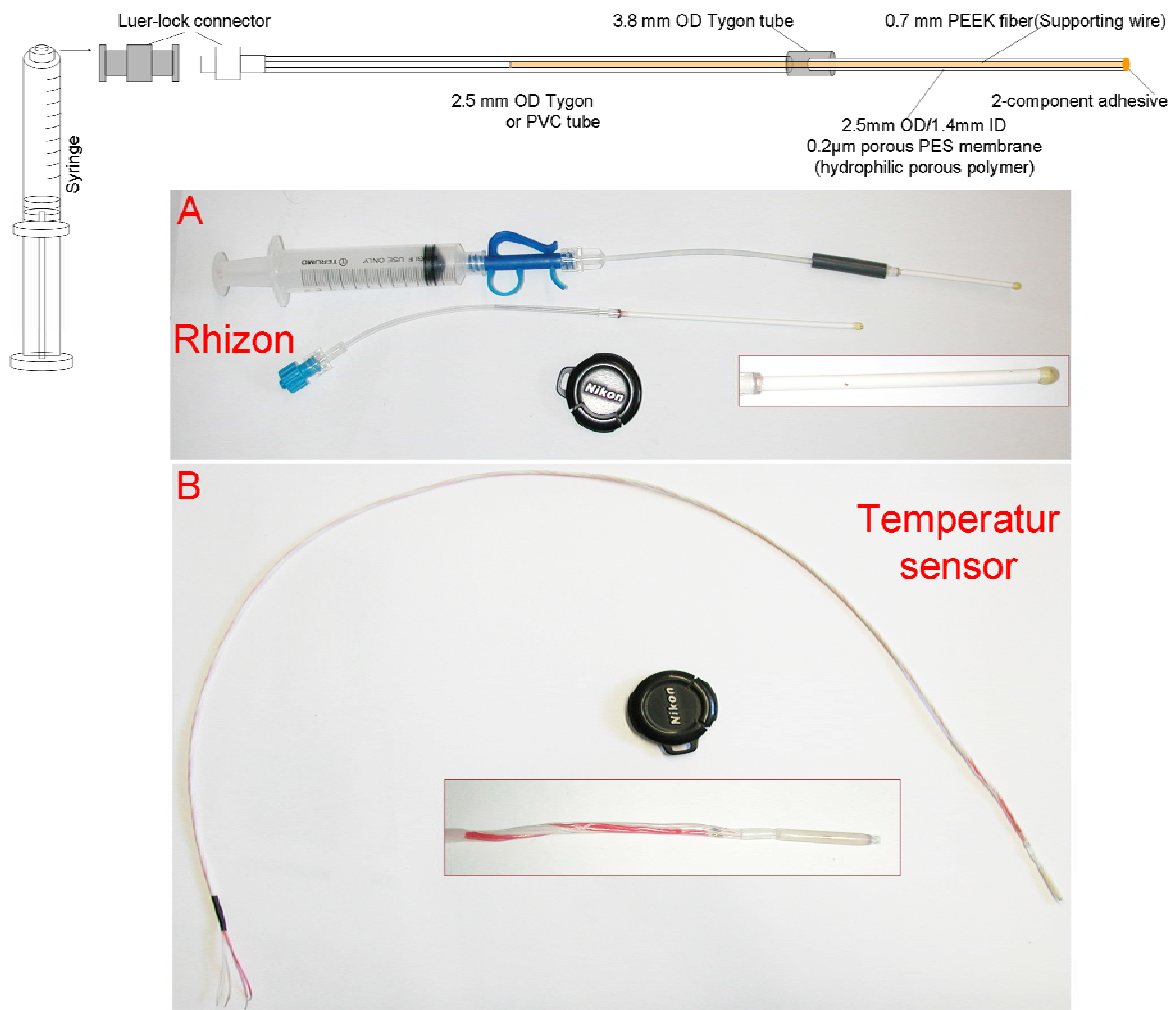 Luer-lock connector
3.8 mm OD Tygon tube
0.7 mm PEEK fiber(Supporting wire)
2.5 mm OD Tygon
or PVC tube
2-component adhesive
2.5mm OD/1.4mm ID
0.2µm porous PES membrane
(hydrophilic porous polymer)
Syringe
A
TERUMO
USE ONLY
Rhizon
Nikon
B
Temperatur
sensor
Nikon